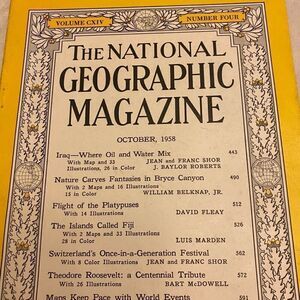 VOLUME CXIV
NUMBER FOUR
THE NATIONAL
GEOGRAPHIC
MAGAZINE
OCTOBER, 1958
Iraq—Where Oil and Water Mix 443
With Map and 33 JEAN and FRANC SHOR
Illustrations, 26 in Color J. BAYLOR ROBERTS
Nature Carves Fantasies in Bryce Canyon 490
With 2 Maps and 16 Illustrations
15 in Color WILLIAM BELKNAP, JR.
Flight of the Platypuses 512
With 14 Illustrations DAVID FLEAY
The Islands Called Fiji 526
With 2 Maps and 33 Illustrations
28 in Color LUIS MARDEN
Switzerland's Once-in-a-Generation Festival 562
With 8 Color Illustrations JEAN and FRANC SHOR
Theodore Roosevelt: a Centennial Tribute 572
With 26 Illustrations BART McDOWELL
Maps Keep Pace with World Events 591